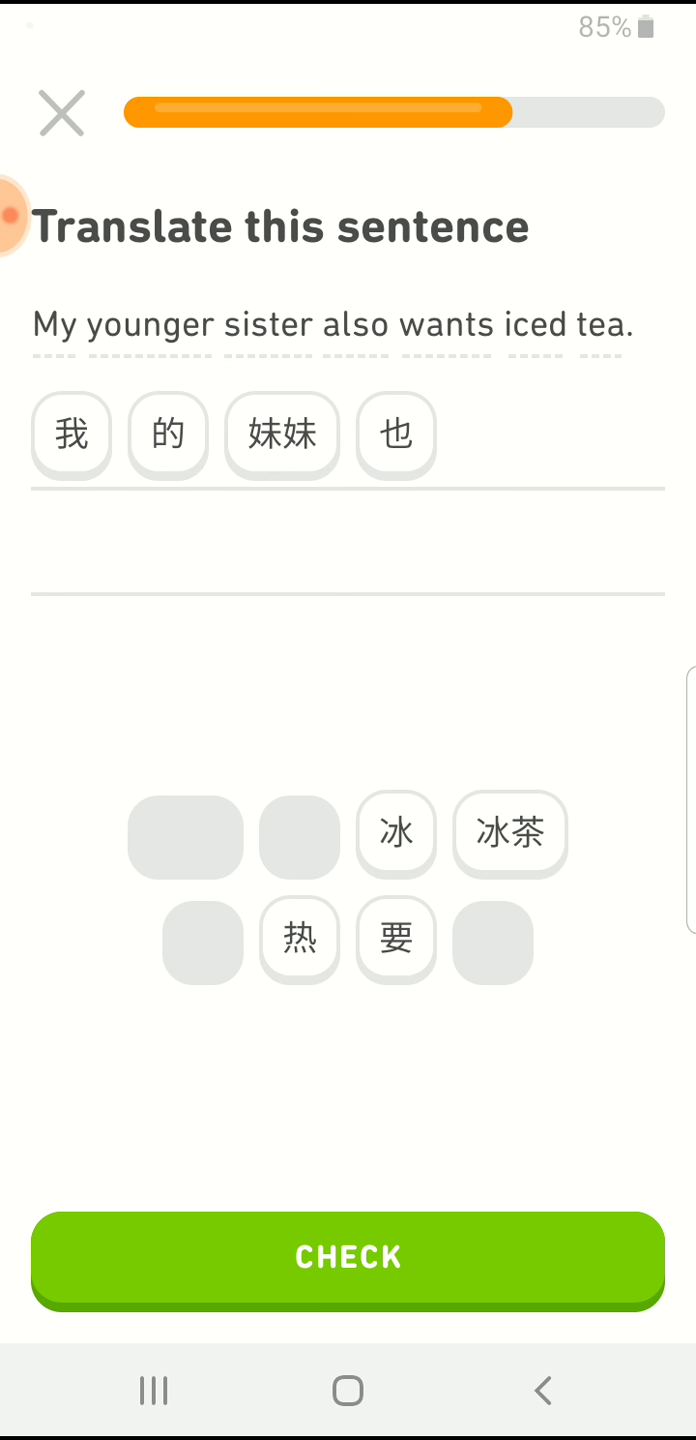 85%
Translate this sentence
My younger sister also wants iced tea.
我 的 妹妹 也
冰 冰茶
热 要
CHECK